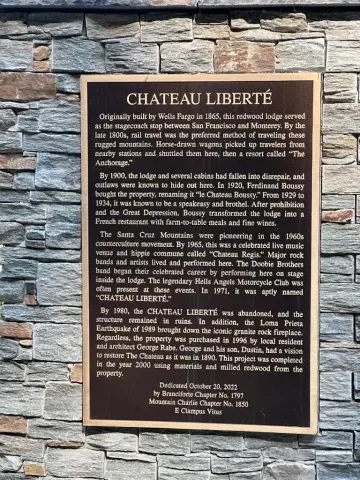 CHATEAU LIBERTÉ
Originally built by Wells Fargo in 1865, this redwood lodge served
as the stagecoach stop between San Francisco and Monterey. By the
late 1800s, rail travel was the preferred method of traveling these
rugged mountains. Horse-drawn wagons picked up travelers from
nearby stations and shuttled them here, then a resort called "The
Anchorage."
By 1900, the lodge and several cabins had fallen into disrepair, and
outlaws were known to hide out here. In 1920, Ferdinand Boussy
bought the property, renaming it "le Chateau Boussy." From 1929 to
1934, it was known to be a speakeasy and brothel. After prohibition
and the Great Depression, Boussy transformed the lodge into a
French restaurant with farm-to-table meals and fine wines.
The Santa Cruz Mountains were pioneering in the 1960s
counterculture movement. By 1965, this was a celebrated live music
venue and hippie commune called "Chateau Regis." Major rock
bands and artists lived and performed here. The Doobie Brothers
band began their celebrated career by performing here on stage
inside the lodge. The legendary Hells Angels Motorcycle Club was
often present at these events. In 1971, it was aptly named
"CHATEAU LIBERTÉ."
By 1980, the CHATEAU LIBERTÉ was abandoned, and the
structure remained in ruins. In addition, the Loma Prieta
Earthquake of 1989 brought down the iconic granite rock fireplace.
Regardless, the property was purchased in 1996 by local resident
and architect George Rabe. George and his son, Dustin, had a vision
to restore The Chateau as it was in 1890. This project was completed
in the year 2000 using materials and milled redwood from the
property.
Dedicated October 20, 2022
by Branciforte Chapter No. 1797
Mountain Charlie Chapter No. 1850
E Clampus Vitus